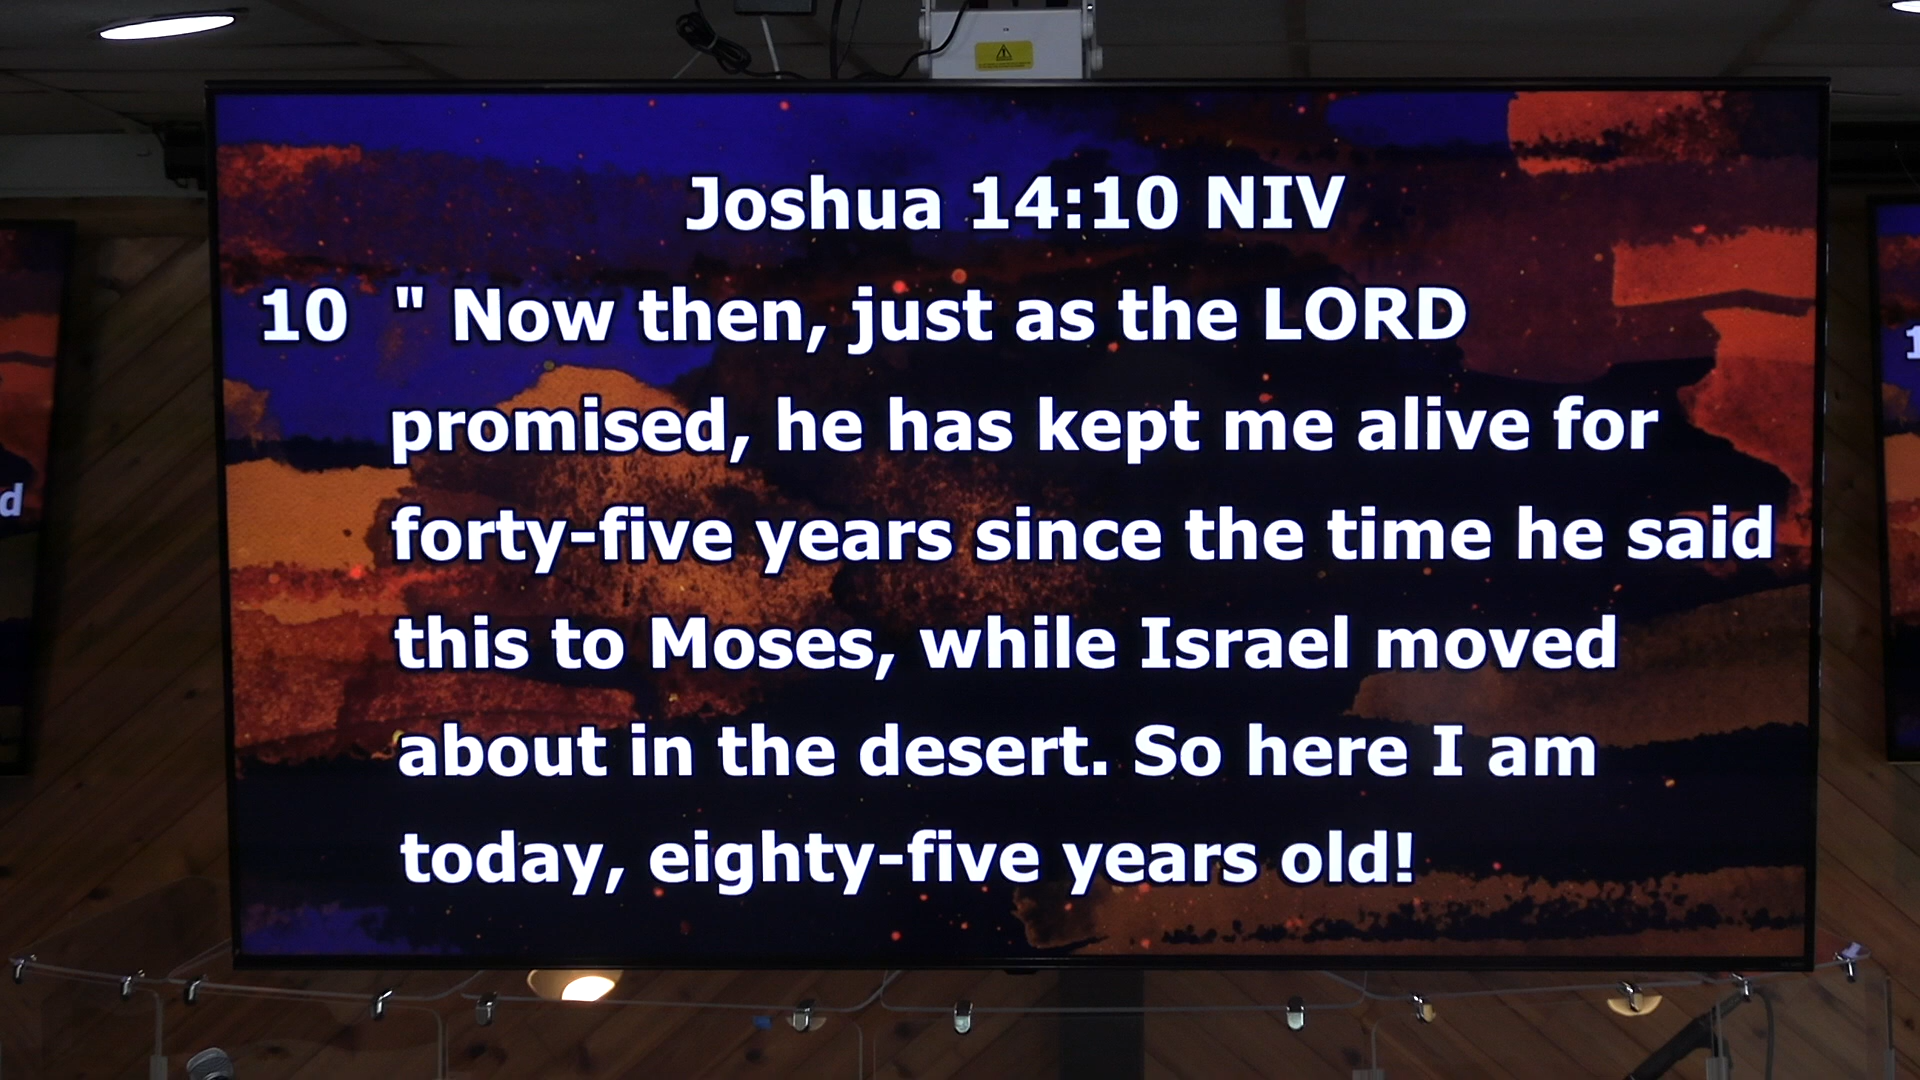 Joshua 14:10 NIV
10 " Now then, just as the LORD
promised, he has kept me alive for
forty-five years since the time he said
this to Moses, while Israel moved
about in the desert. So here I am
today, eighty-five years old!
d
1